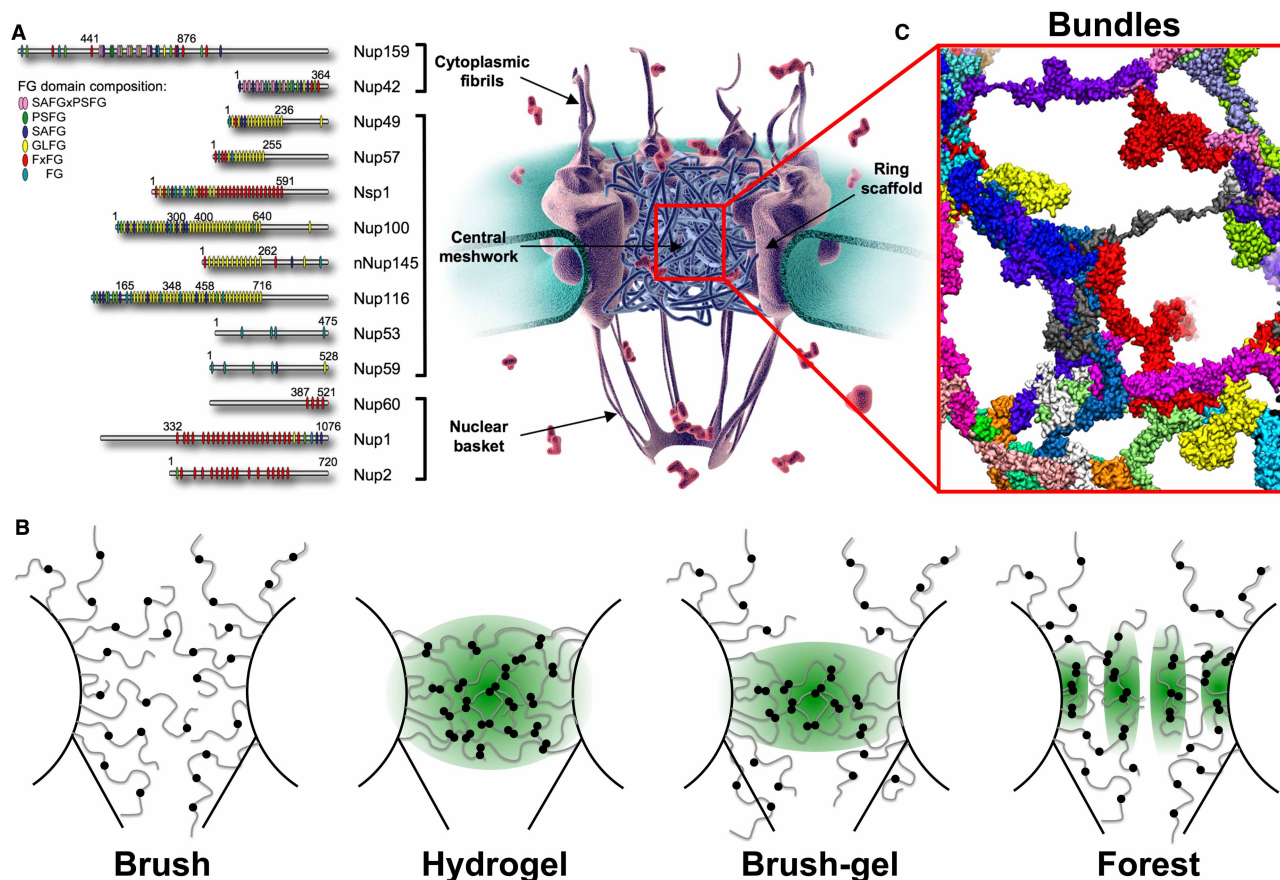 A
441
876
Nup159
FG domain composition:
SAFGxPSFG
PSFG
SAFG
GLFG
FxFG
FG
1
364
Nup42
1
236
Nup49
255
Nup57
1
591
Nsp1
1
300
400
640
Nup100
262
nNup145
165
348
458
716
Nup116
1
475
Nup53
1
528
Nup59
387
521
Nup60
332
1076
Nup1
1
720
Nup2
Cytoplasmic
fibrils
Ring
scaffold
Central
meshwork
Nuclear
basket
C
Bundles
B
Brush
Hydrogel
Brush-gel
Forest